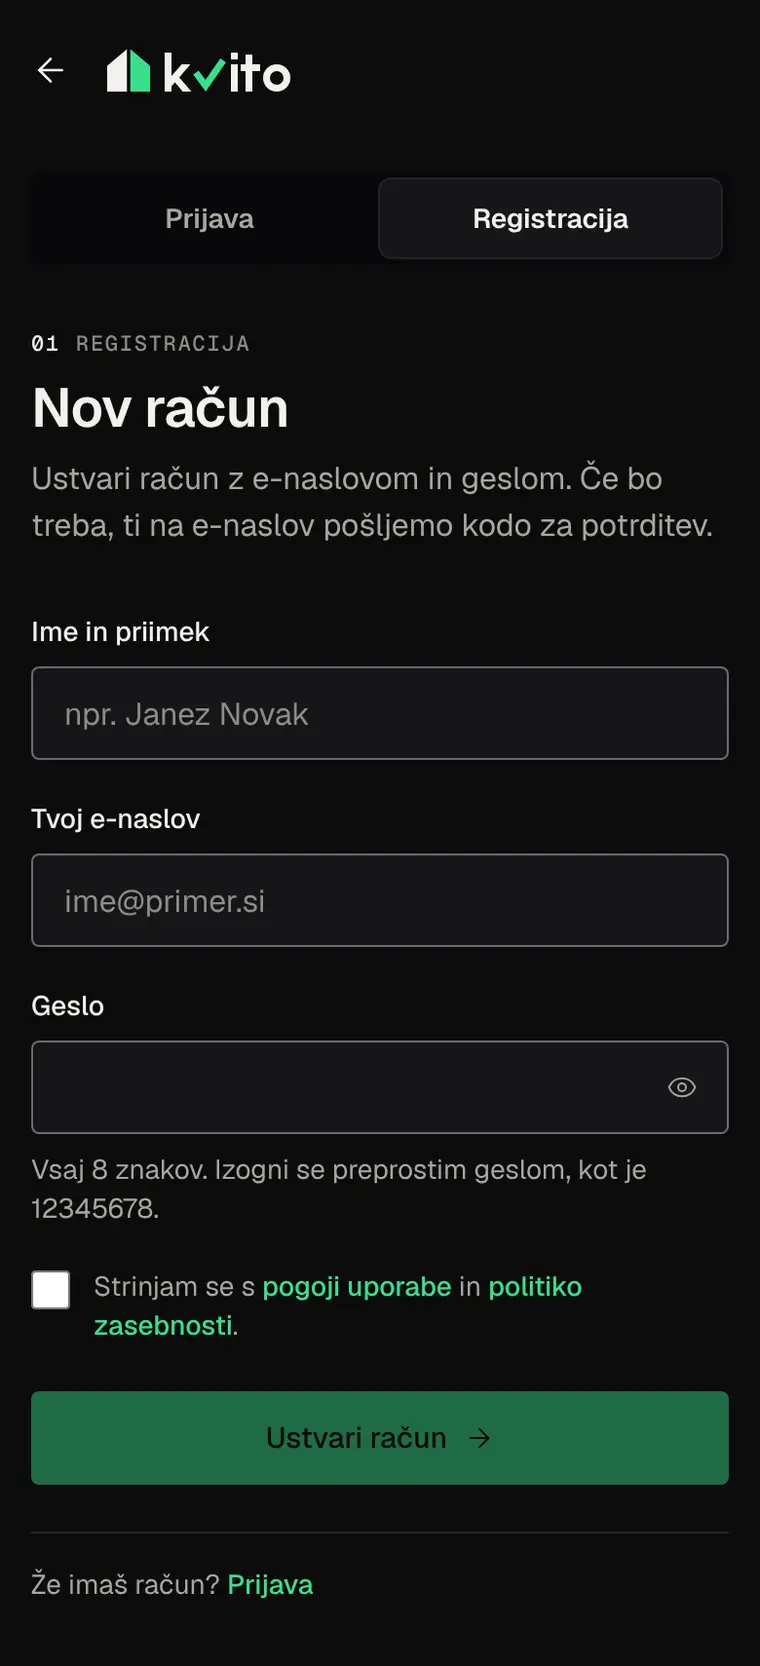 kvito
Prijava
Registracija
01 REGISTRACIJA
Nov račun
Ustvari račun z e-naslovom in geslom. Če bo
treba, ti na e-naslov pošljemo kodo za potrditev.
Ime in priimek
npr. Janez Novak
Tvoj e-naslov
ime@primer.si
Geslo
Vsaj 8 znakov. Izogni se preprostim geslom, kot je
12345678.
Strinjam se s pogoji uporabe in politiko
zasebnosti.
Ustvari račun →
Že imaš račun? Prijava